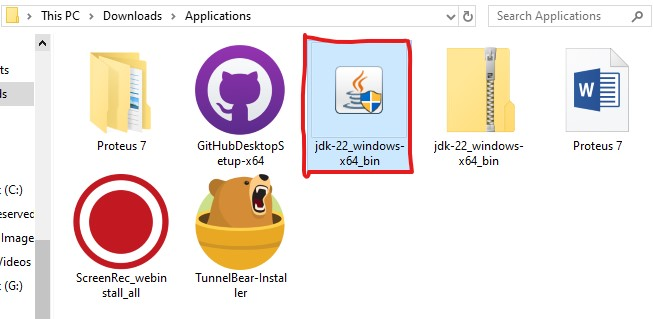 This PC > Downloads > Applications
Search Applications
ts
ls
(C:)
eserved
Image
Videos
(G:)
Proteus 7
GitHubDesktopS
etup-x64
jdk-22_windows-
x64_bin
jdk-22_windows-
x64_bin
W
Proteus 7
ScreenRec_webin
stall_all
TunnelBear-Instal
ler